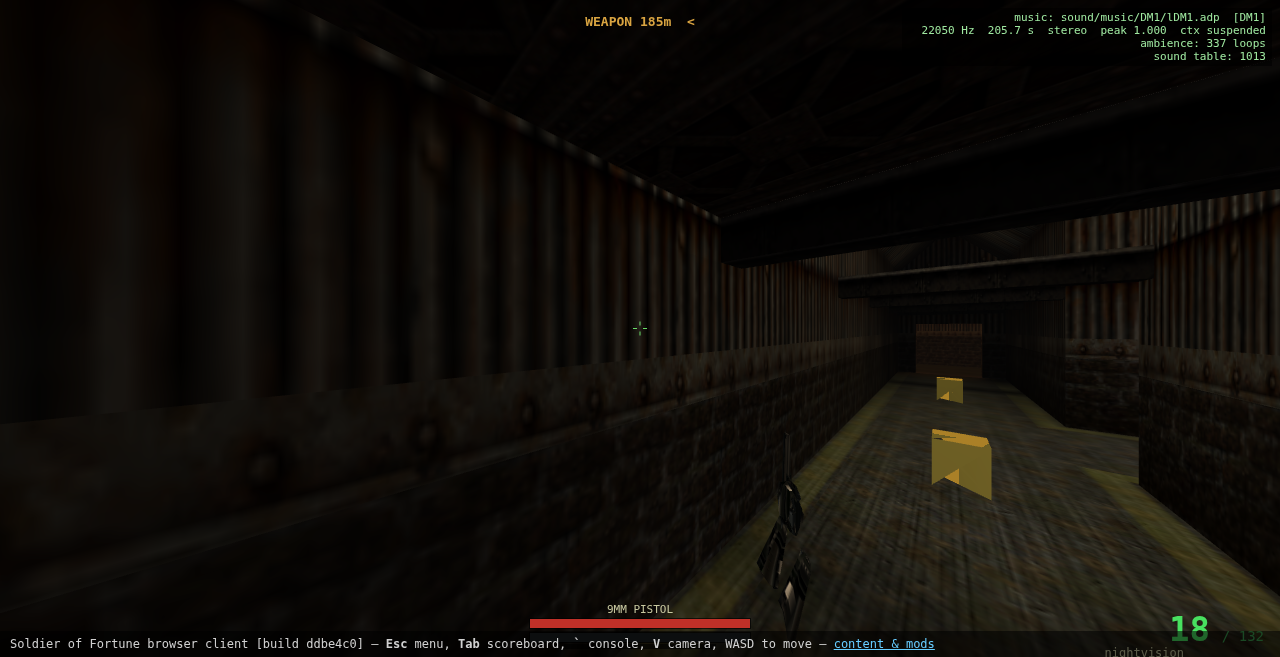 WEAPON 185m <
music: sound/music/DM1/lDM1.adp [DM1]
22050 Hz 205.7 s stereo peak 1.000 ctx suspended
ambience: 337 loops
sound table: 1013
9MM PISTOL
18 / 132
Soldier of Fortune browser client [build ddbe4c0] — Esc menu, Tab scoreboard, ` console, V camera, WASD to move — content & mods
nightvision